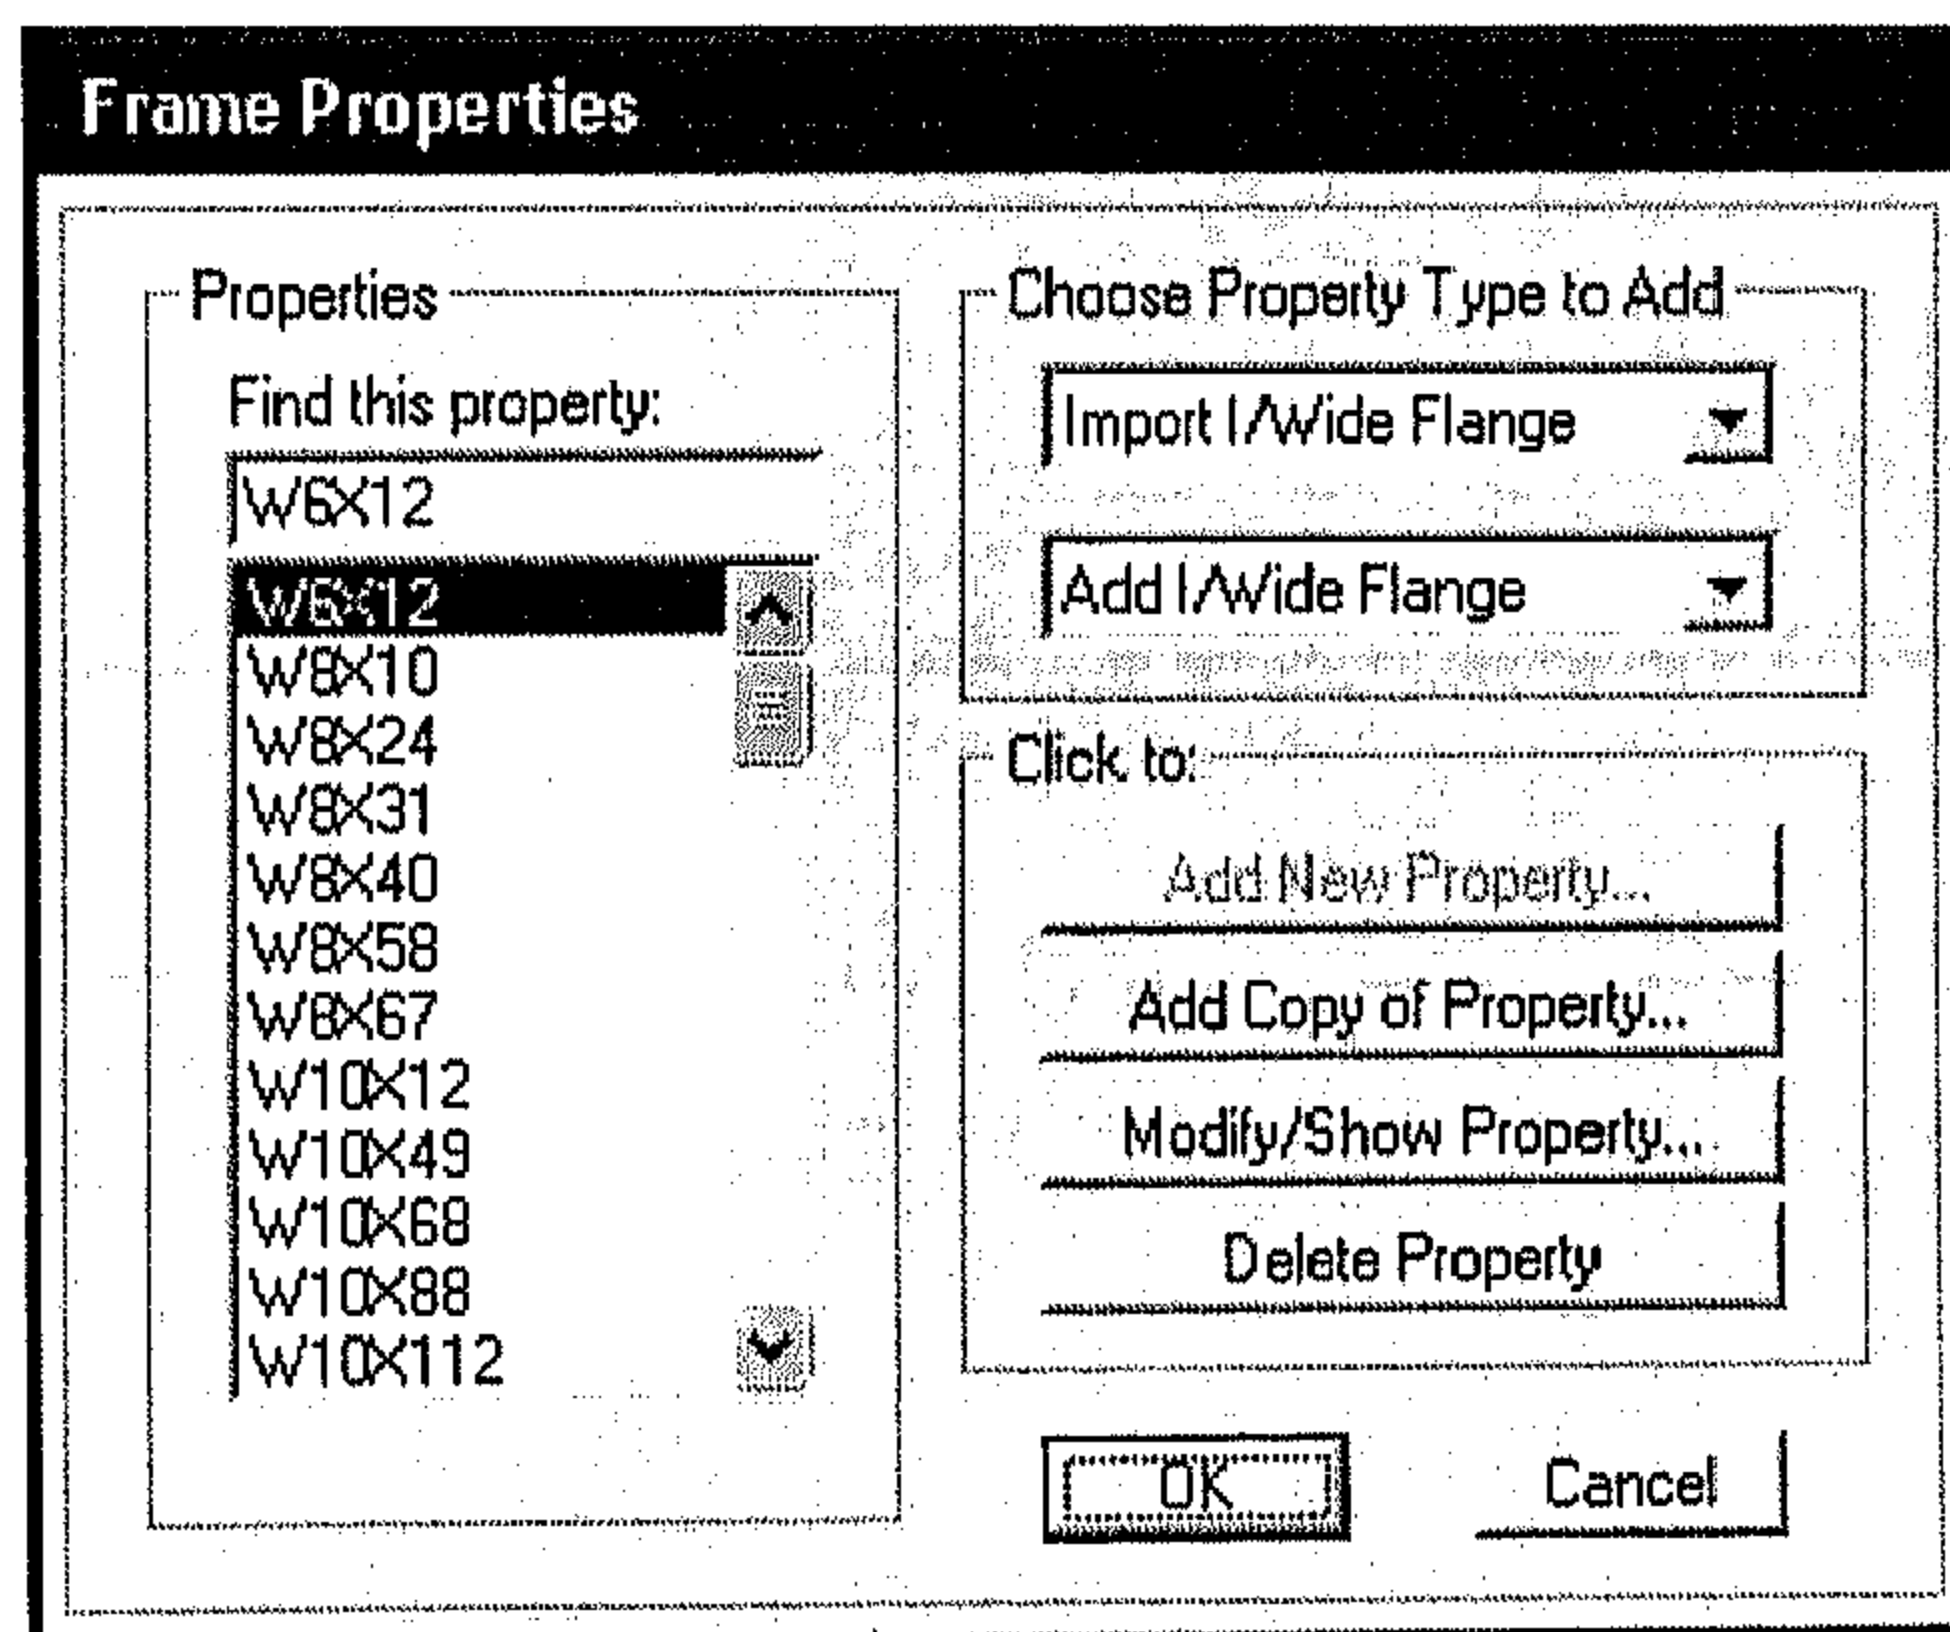 Frame Properties
Properties
Find this property:
W6X12
W6X12
W8X10
W8X24
W8X31
W8X40
W8X58
W8X67
W10X12
W10X49
W10X68
W10X88
W10X112
Choose Property Type to Add
Import I/Wide Flange
Add I/Wide Flange
Click to:
Add New Property...
Add Copy of Property...
Modify/Show Property...
Delete Property
OK
Cancel